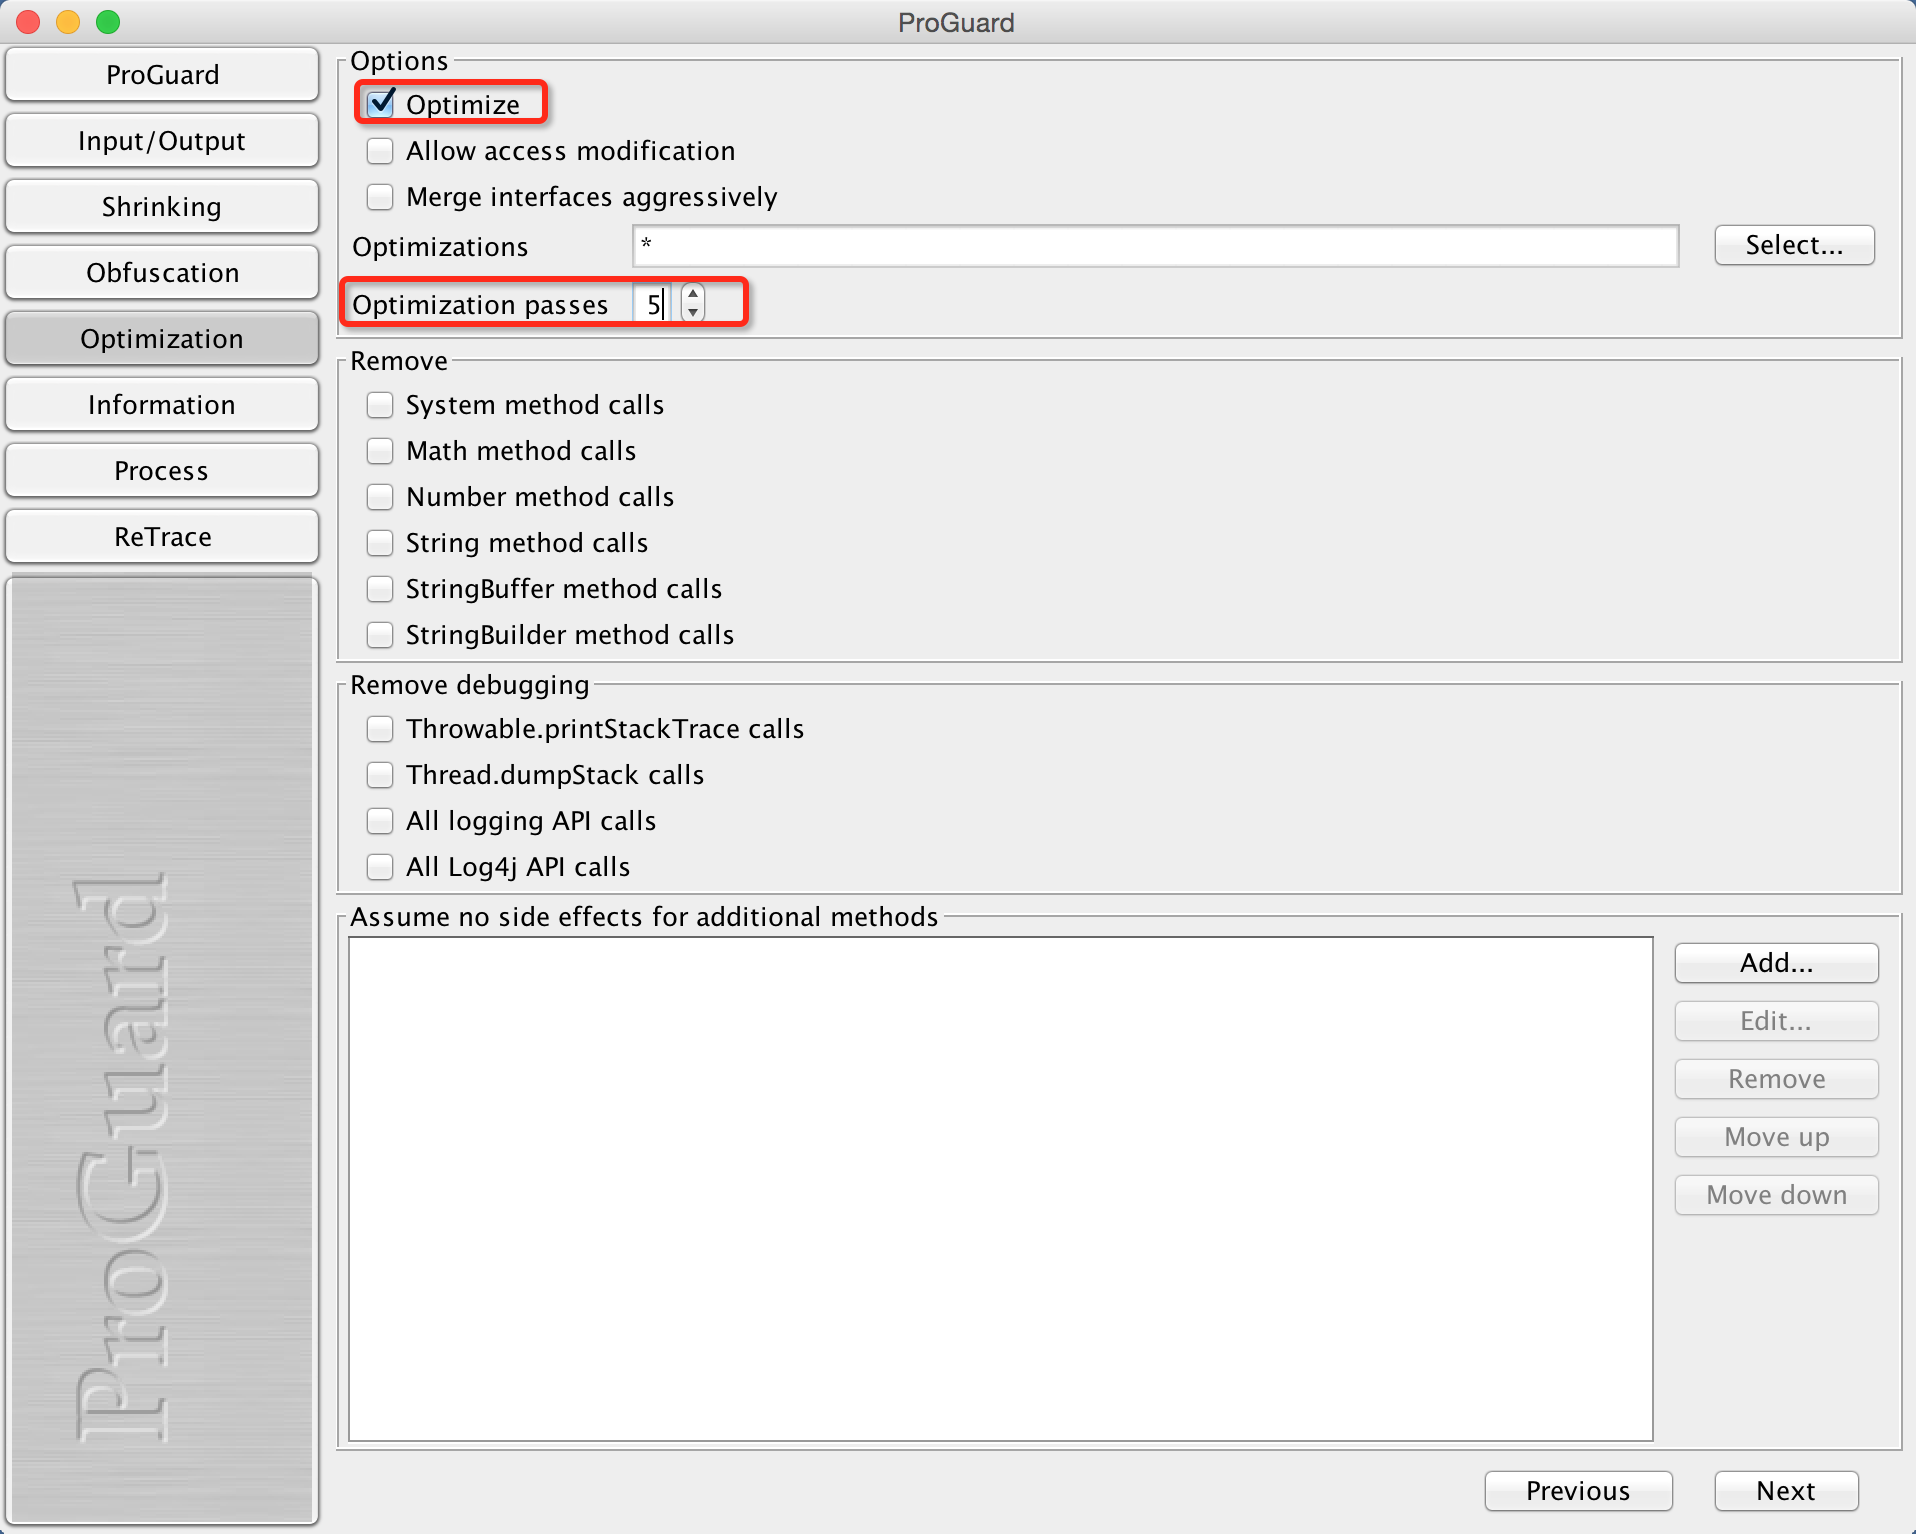 ProGuard
ProGuard
Input/Output
Shrinking
Obfuscation
Optimization
Information
Process
ReTrace
ProGuard
Options
Optimize
Allow access modification
Merge interfaces aggressively
Optimizations * Select...
Optimization passes 5
Remove
System method calls
Math method calls
Number method calls
String method calls
StringBuffer method calls
StringBuilder method calls
Remove debugging
Throwable.printStackTrace calls
Thread.dumpStack calls
All logging API calls
All Log4j API calls
Assume no side effects for additional methods
Add...
Edit...
Remove
Move up
Move down
Previous Next